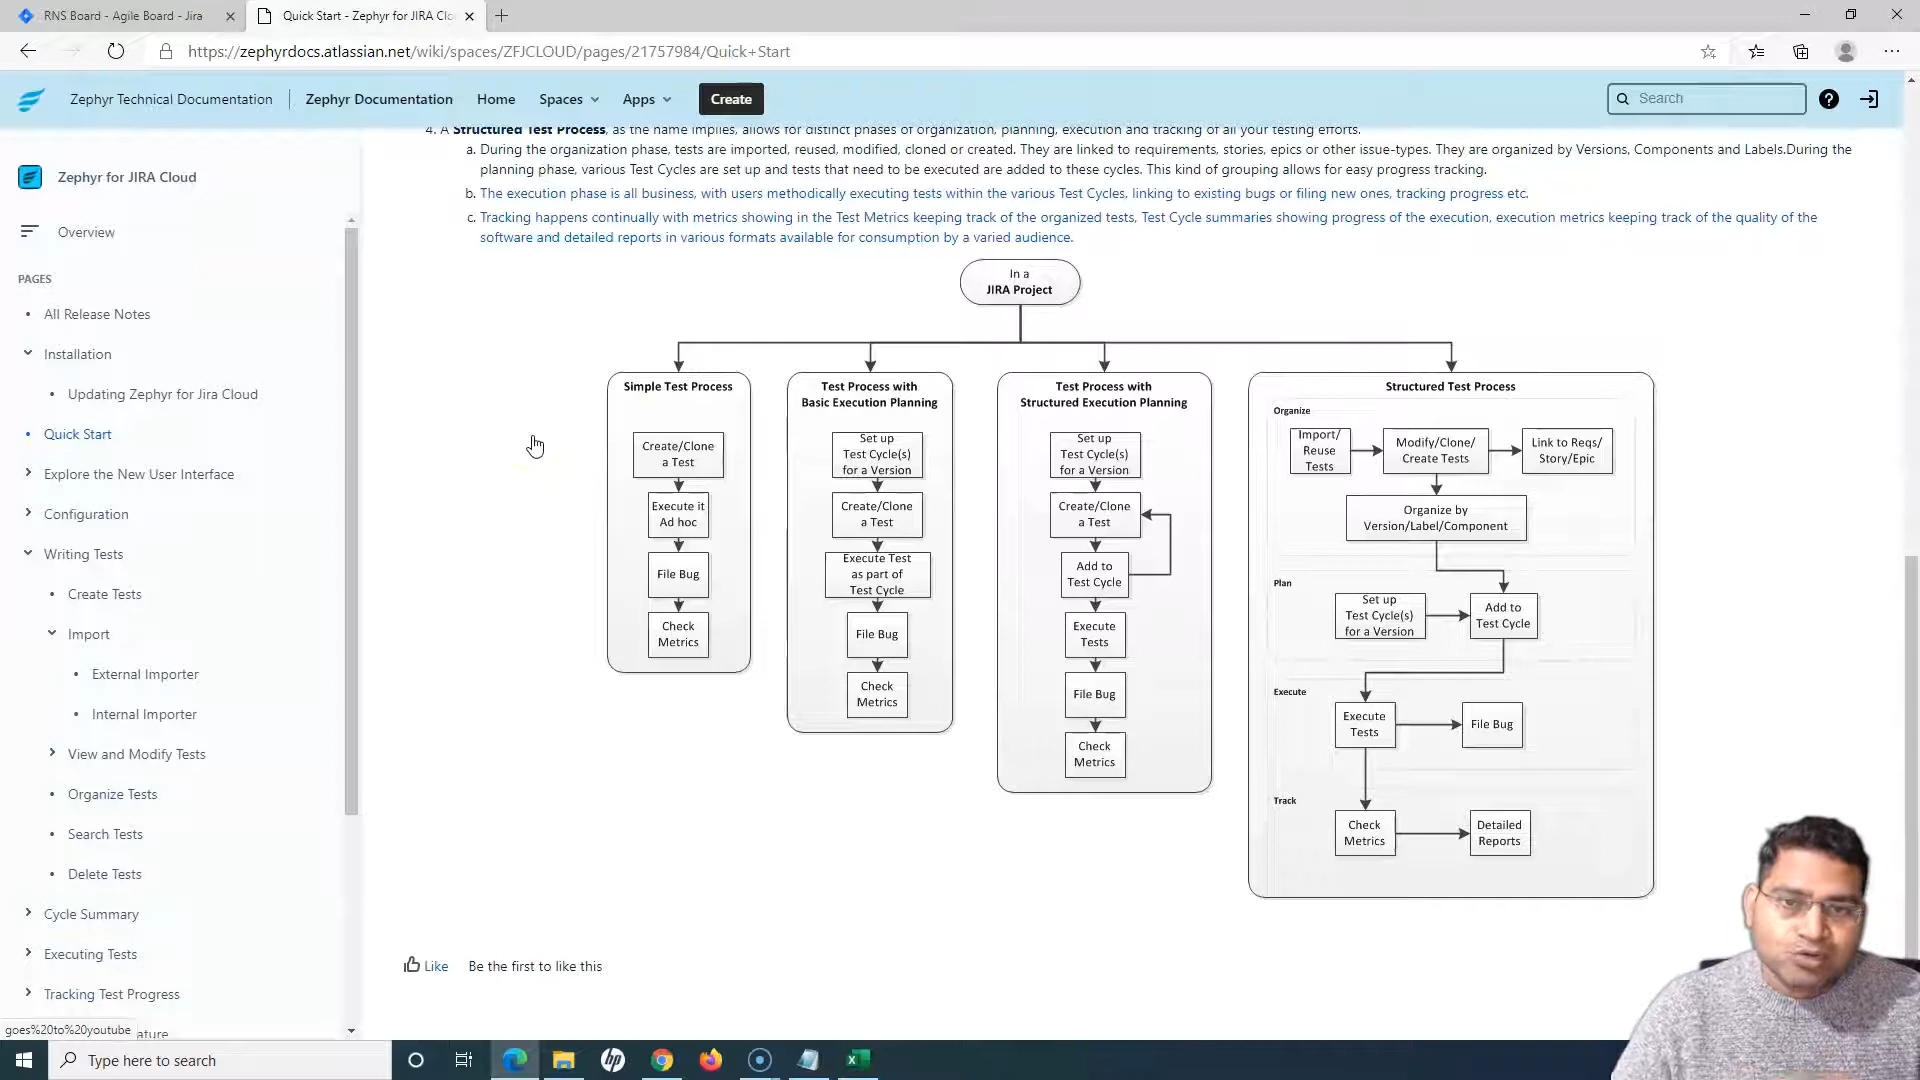 RNS Board - Agile Board - Jira
Quick Start - Zephyr for JIRA Clo
https://zephyrdocs.atlassian.net/wiki/spaces/ZFJCLOUD/pages/21757984/Quick+Start
Zephyr Technical Documentation
Zephyr Documentation
Home
Spaces
Apps
Create
Search
Zephyr for JIRA Cloud
Overview
PAGES
All Release Notes
Installation
Updating Zephyr for Jira Cloud
Quick Start
Explore the New User Interface
Configuration
Writing Tests
Create Tests
Import
External Importer
Internal Importer
View and Modify Tests
Organize Tests
Search Tests
Delete Tests
Cycle Summary
Executing Tests
Tracking Test Progress
ature
goes%20to%20youtube
4. A Structured Test Process, as the name implies, allows for distinct phases of organization, planning, execution and tracking of all your testing efforts.
a. During the organization phase, tests are imported, reused, modified, cloned or created. They are linked to requirements, stories, epics or other issue-types. They are organized by Versions, Components and Labels.During the
planning phase, various Test Cycles are set up and tests that need to be executed are added to these cycles. This kind of grouping allows for easy progress tracking.
b. The execution phase is all business, with users methodically executing tests within the various Test Cycles, linking to existing bugs or filing new ones, tracking progress etc.
c. Tracking happens continually with metrics showing in the Test Metrics keeping track of the organized tests, Test Cycle summaries showing progress of the execution, execution metrics keeping track of the quality of the
software and detailed reports in various formats available for consumption by a varied audience.
In a
JIRA Project
Simple Test Process
Create/Clone
a Test
Execute it
Ad hoc
File Bug
Check
Metrics
Test Process with
Basic Execution Planning
Set up
Test Cycle(s)
for a Version
Create/Clone
a Test
Execute Test
as part of
Test Cycle
File Bug
Check
Metrics
Test Process with
Structured Execution Planning
Set up
Test Cycle(s)
for a Version
Create/Clone
a Test
Add to
Test Cycle
Execute
Tests
File Bug
Check
Metrics
Structured Test Process
Organize
Import/
Reuse
Tests
Modify/Clone/
Create Tests
Link to Reqs/
Story/Epic
Organize by
Version/Label/Component
Plan
Set up
Test Cycle(s)
for a Version
Add to
Test Cycle
Execute
Execute
Tests
File Bug
Track
Check
Metrics
Detailed
Reports
Like
Be the first to like this
Type here to search
hp